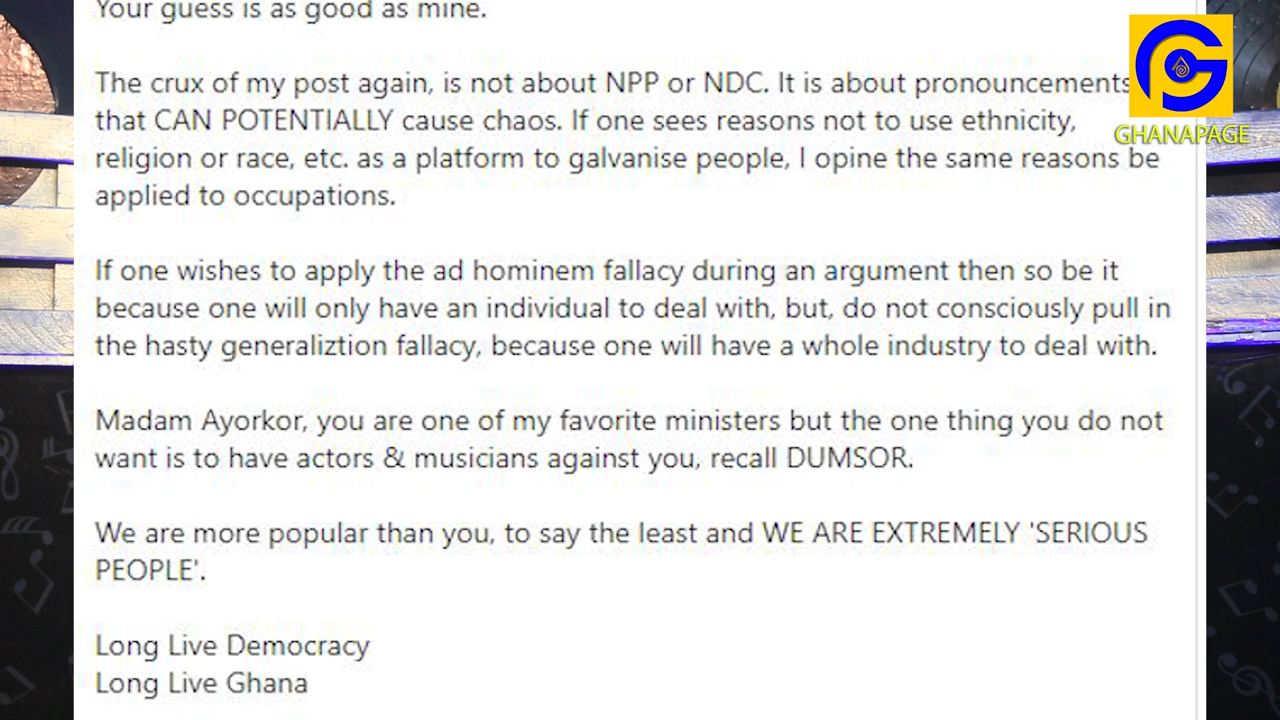 Your guess is as good as mine.
The crux of my post again, is not about NPP or NDC. It is about pronouncements
that CAN POTENTIALLY cause chaos. If one sees reasons not to use ethnicity,
religion or race, etc. as a platform to galvanise people, I opine the same reasons be
applied to occupations.
If one wishes to apply the ad hominem fallacy during an argument then so be it
because one will only have an individual to deal with, but, do not consciously pull in
the hasty generaliztion fallacy, because one will have a whole industry to deal with.
Madam Ayorkor, you are one of my favorite ministers but the one thing you do not
want is to have actors & musicians against you, recall DUMSOR.
We are more popular than you, to say the least and WE ARE EXTREMELY 'SERIOUS
PEOPLE'.
Long Live Democracy
Long Live Ghana
GHANAPAGE